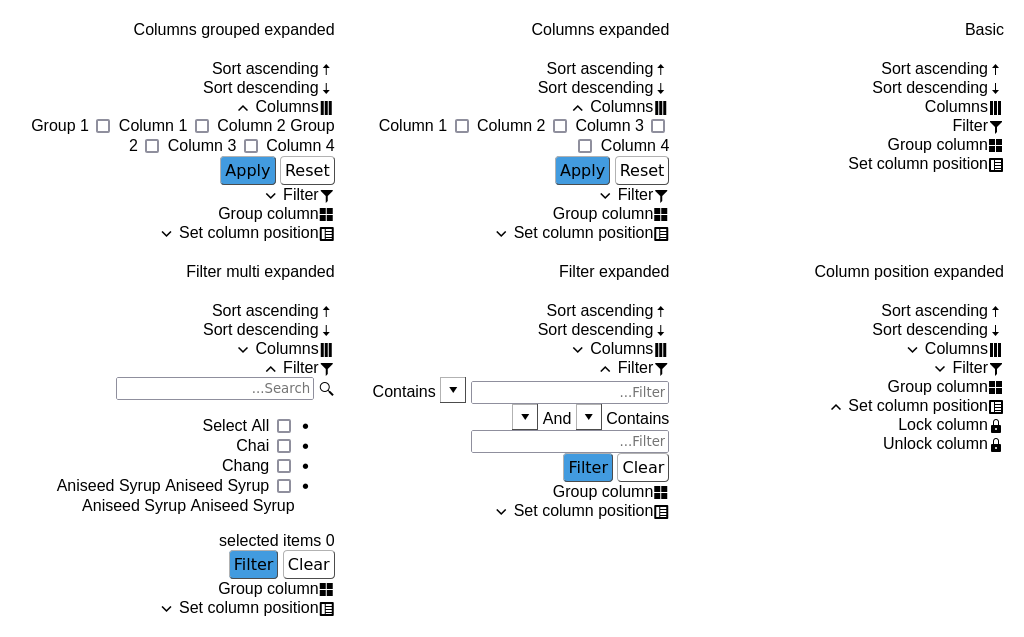 Basic
Sort ascending
Sort descending
Columns
Filter
Group column
Set column position
Columns expanded
Sort ascending
Sort descending
Columns
Column 1 Column 2 Column 3
Column 4
Apply Reset
Filter
Group column
Set column position
Columns grouped expanded
Sort ascending
Sort descending
Columns
Group 1 Column 1 Column 2 Group
2 Column 3 Column 4
Apply Reset
Filter
Group column
Set column position
Column position expanded
Sort ascending
Sort descending
Columns
Filter
Group column
Set column position
Lock column
Unlock column
Filter expanded
Sort ascending
Sort descending
Columns
Filter
Contains ...Filter
And Contains
...Filter
Filter Clear
Group column
Set column position
Filter multi expanded
Sort ascending
Sort descending
Columns
Filter
...Search
Select All
Chai
Chang
Aniseed Syrup Aniseed Syrup
Aniseed Syrup Aniseed Syrup
selected items 0
Filter Clear
Group column
Set column position